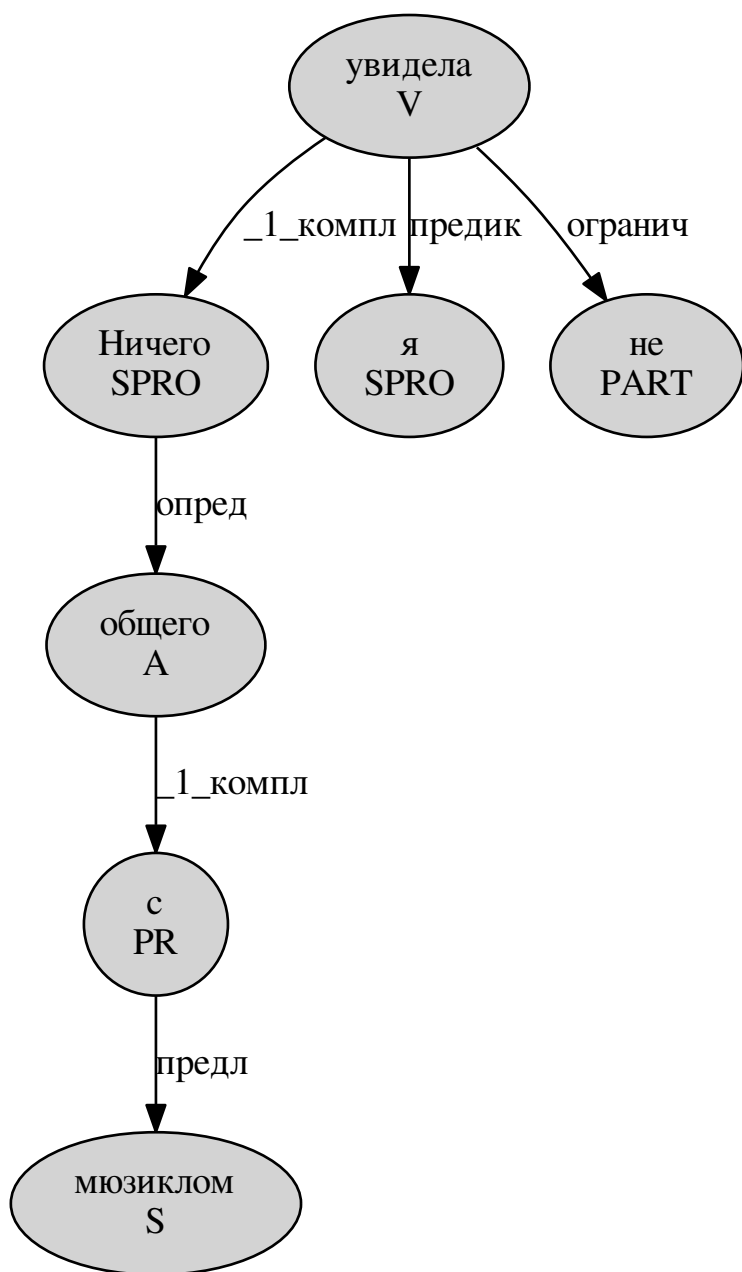 увидела
V
_1_компл
предик
огранич
Ничего
SPRO
я
SPRO
не
PART
опред
общего
A
_1_компл
с
PR
предл
мюзиклом
S